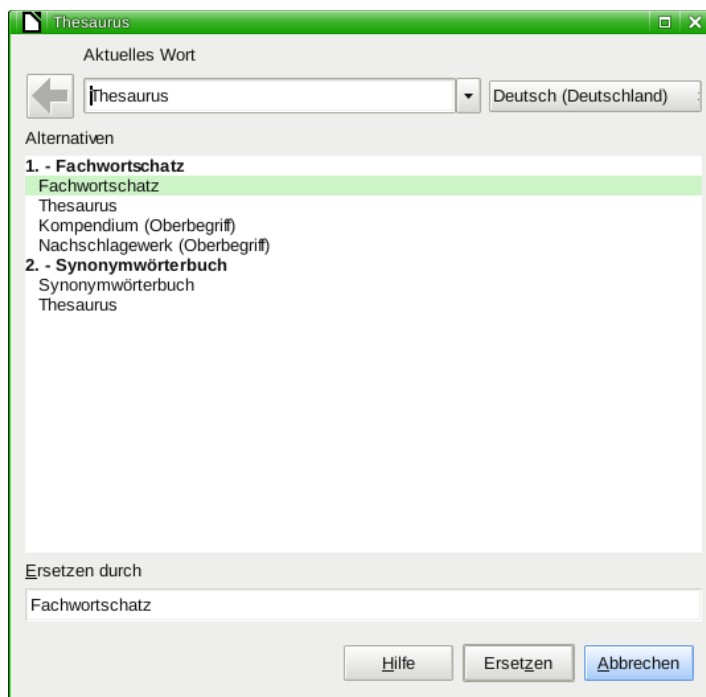 Thesaurus
Aktuelles Wort
Thesaurus
Deutsch (Deutschland)
Alternativen
1. - Fachwortschatz
Fachwortschatz
Thesaurus
Kompendium (Oberbegriff)
Nachschlagewerk (Oberbegriff)
2. - Synonymwörterbuch
Synonymwörterbuch
Thesaurus
Ersetzen durch
Fachwortschatz
Hilfe Ersetzen Abbrechen